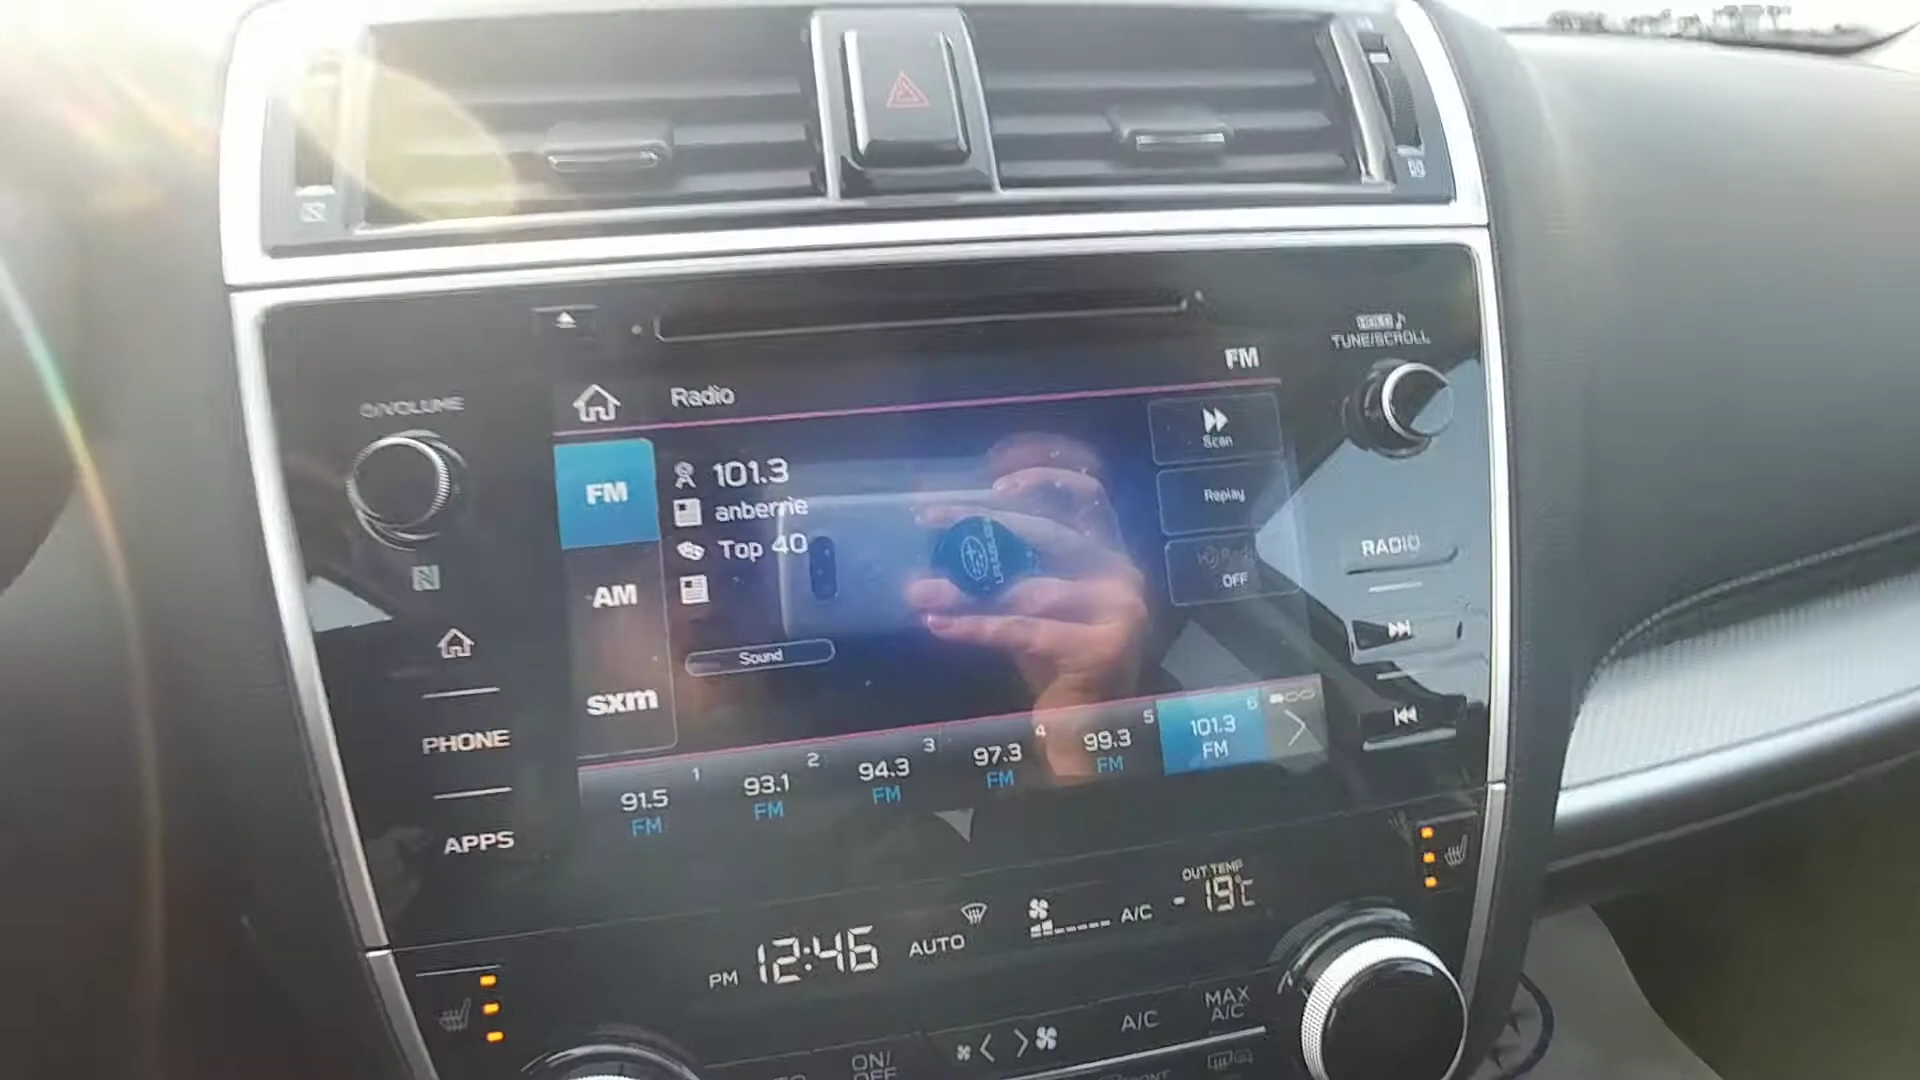 TUNE/SCROLL
FM
VOLUME
Radio
Scan
FM
101.3
Replay
anberrie
Top 40
RADIO
OFF
AM
Sound
sxm
PHONE
1 2 3 4 5 6
91.5 93.1 94.3 97.3 99.3 101.3
FM FM FM FM FM FM
APPS
OUT TEMP
PM 12:46 AUTO A/C -19°C
MAX
A/C A/C
ON/
OFF